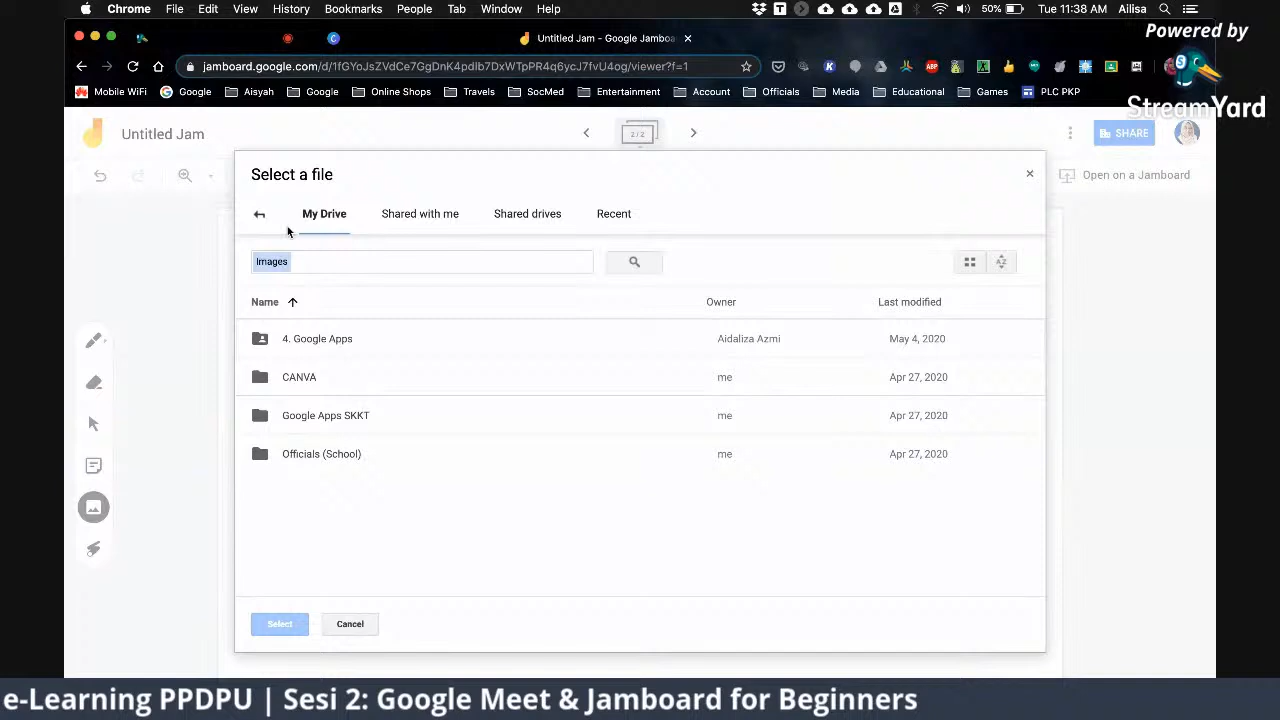 Chrome File Edit View History Bookmarks People Tab Window Help 50% Tue 11:38 AM Ailisa
Powered by
StreamYard
Untitled Jam - Google Jamboa
jamboard.google.com/d/1fGYoJsZVdCe7GgDnK4pdlb7DxWTpPR4q6ycJ7fvU4og/viewer?f=1
Mobile WiFi Google Aisyah Google Online Shops Travels SocMed Entertainment Account Officials Media Educational Games PLC PKP
Untitled Jam 2/2 SHARE
Open on a Jamboard
Select a file
My Drive Shared with me Shared drives Recent
Images
Name Owner Last modified
4. Google Apps Aidaliza Azmi May 4, 2020
CANVA me Apr 27, 2020
Google Apps SKKT me Apr 27, 2020
Officials (School) me Apr 27, 2020
Select Cancel
e-Learning PPDPU | Sesi 2: Google Meet & Jamboard for Beginners